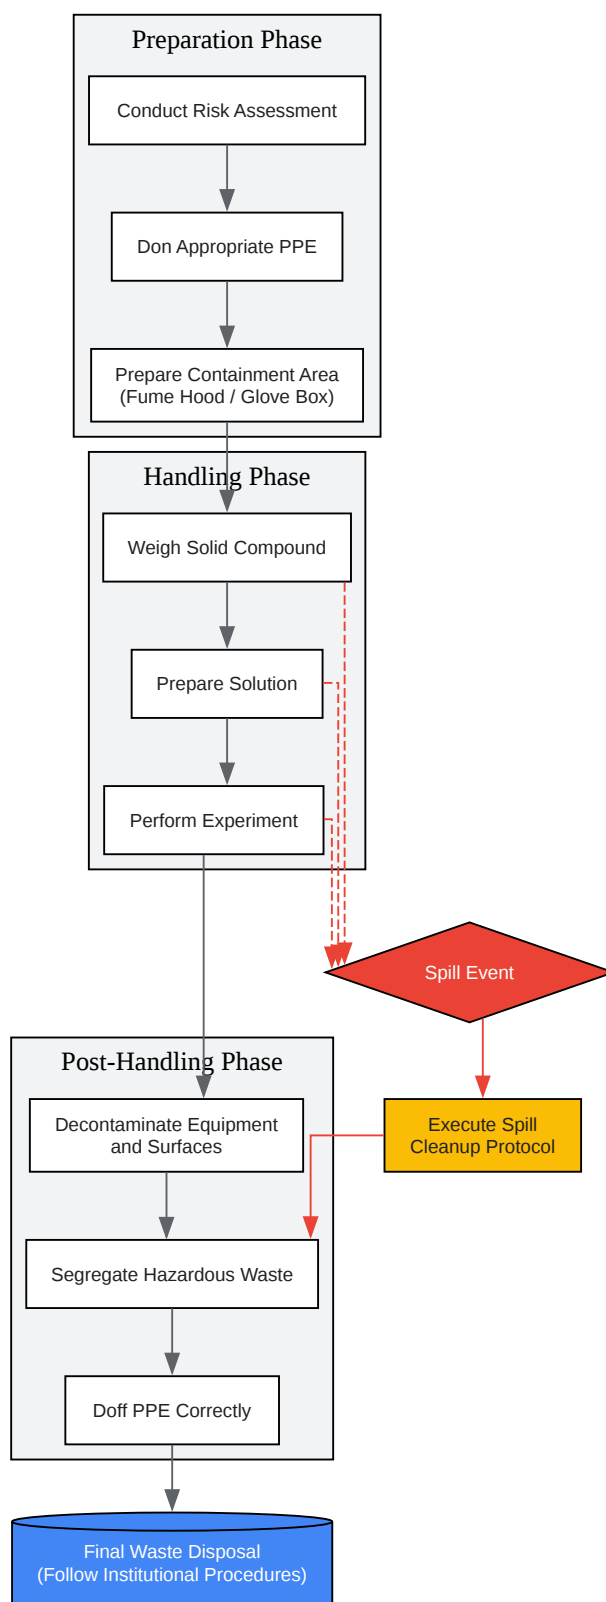 Preparation Phase
Conduct Risk Assessment
Don Appropriate PPE
Prepare Containment Area
(Fume Hood / Glove Box)
Handling Phase
Weigh Solid Compound
Prepare Solution
Perform Experiment
Spill Event
Post-Handling Phase
Decontaminate Equipment
and Surfaces
Execute Spill
Cleanup Protocol
Segregate Hazardous Waste
Doff PPE Correctly
Final Waste Disposal
(Follow Institutional Procedures)